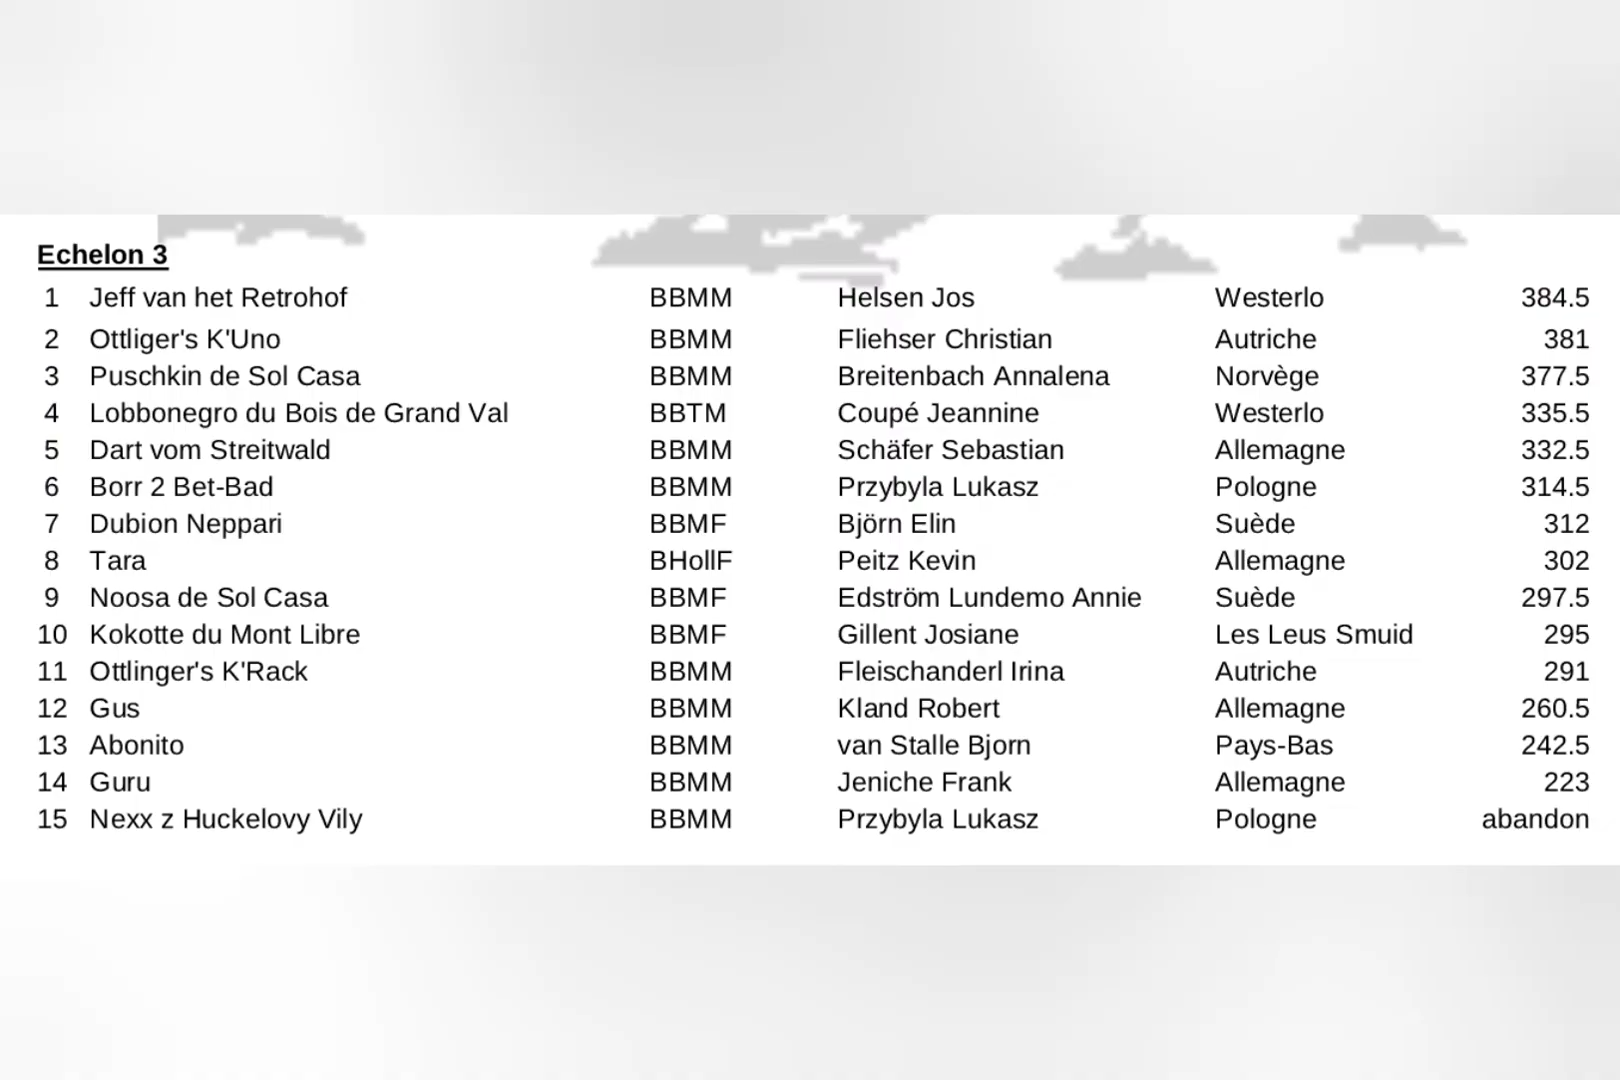 Echelon 3
1 Jeff van het Retrohof BBMM Helsen Jos Westerlo 384.5
2 Ottliger's K'Uno BBMM Fliehser Christian Autriche 381
3 Puschkin de Sol Casa BBMM Breitenbach Annalena Norvège 377.5
4 Lobbonegro du Bois de Grand Val BBTM Coupé Jeannine Westerlo 335.5
5 Dart vom Streitwald BBMM Schäfer Sebastian Allemagne 332.5
6 Borr 2 Bet-Bad BBMM Przybyla Lukasz Pologne 314.5
7 Dubion Neppari BBMF Björn Elin Suède 312
8 Tara BHollF Peitz Kevin Allemagne 302
9 Noosa de Sol Casa BBMF Edström Lundemo Annie Suède 297.5
10 Kokotte du Mont Libre BBMF Gillent Josiane Les Leus Smuid 295
11 Ottlinger's K'Rack BBMM Fleischanderl Irina Autriche 291
12 Gus BBMM Kland Robert Allemagne 260.5
13 Abonito BBMM van Stalle Bjorn Pays-Bas 242.5
14 Guru BBMM Jeniche Frank Allemagne 223
15 Nexx z Huckelovy Vily BBMM Przybyla Lukasz Pologne abandon